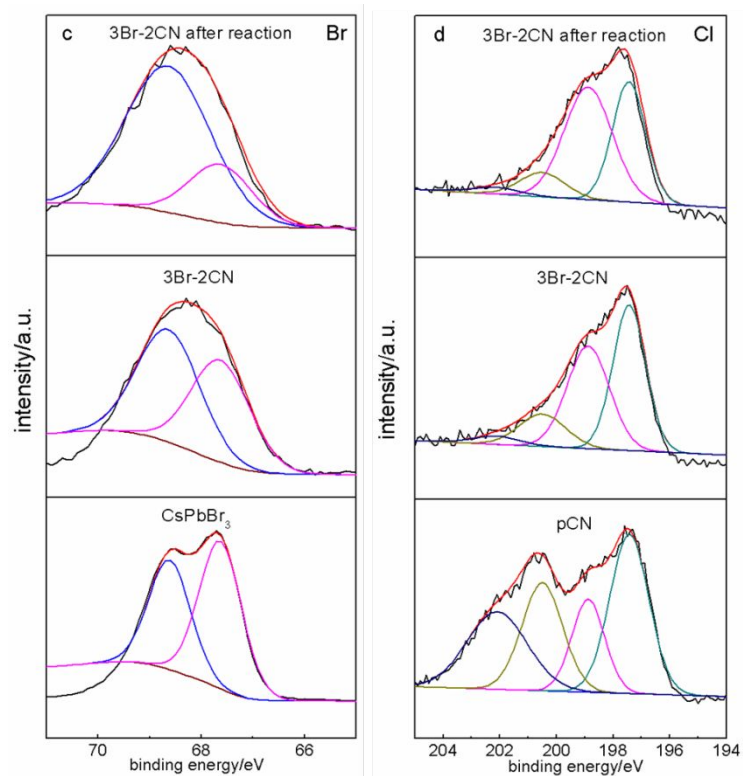 c 3Br-2CN after reaction Br
3Br-2CN
CsPbBr₃
intensity/a.u.
70 68 66
binding energy/eV
d 3Br-2CN after reaction Cl
3Br-2CN
pCN
intensity/a.u.
204 202 200 198 196 194
binding energy/eV